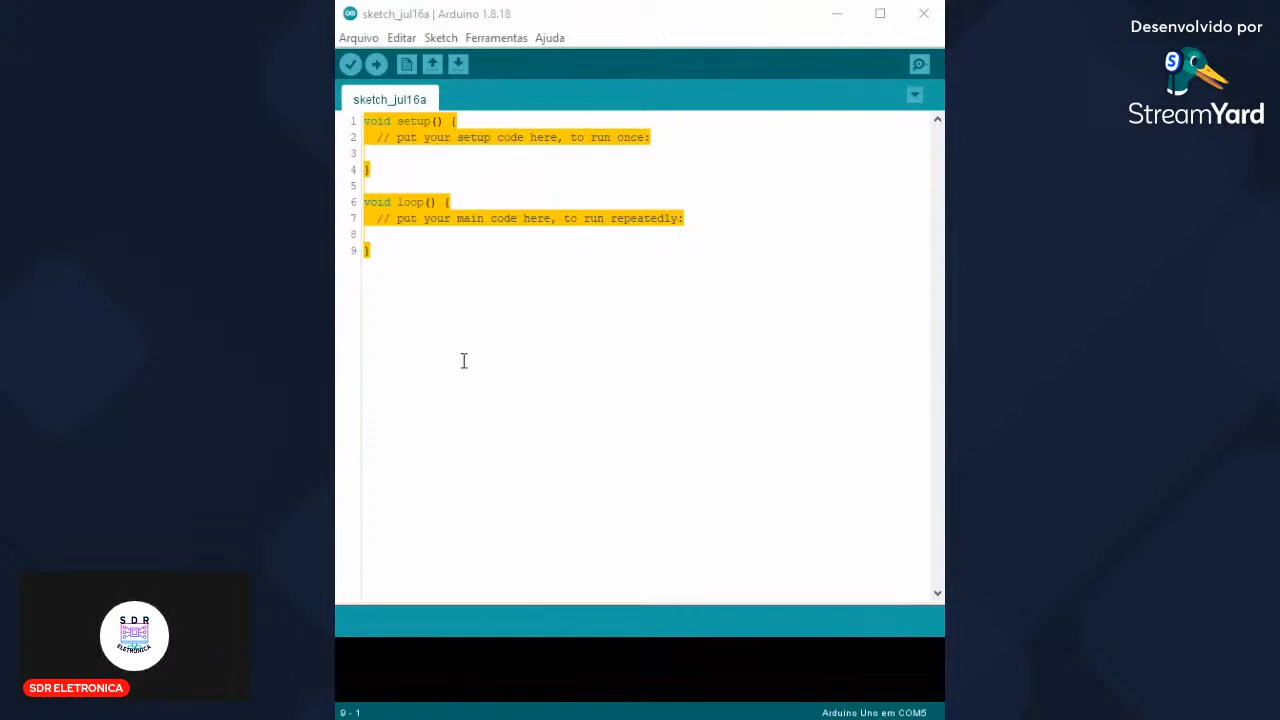 sketch_jul16a | Arduino 1.8.18
Arquivo Editar Sketch Ferramentas Ajuda
sketch_jul16a
1 void setup() {
2 // put your setup code here, to run once:
3
4 }
5
6 void loop() {
7 // put your main code here, to run repeatedly:
8
9 }
9 - 1
Arduino Uno em COM5
Desenvolvido por
S
StreamYard
SDR
ELETRONICA
SDR ELETRONICA